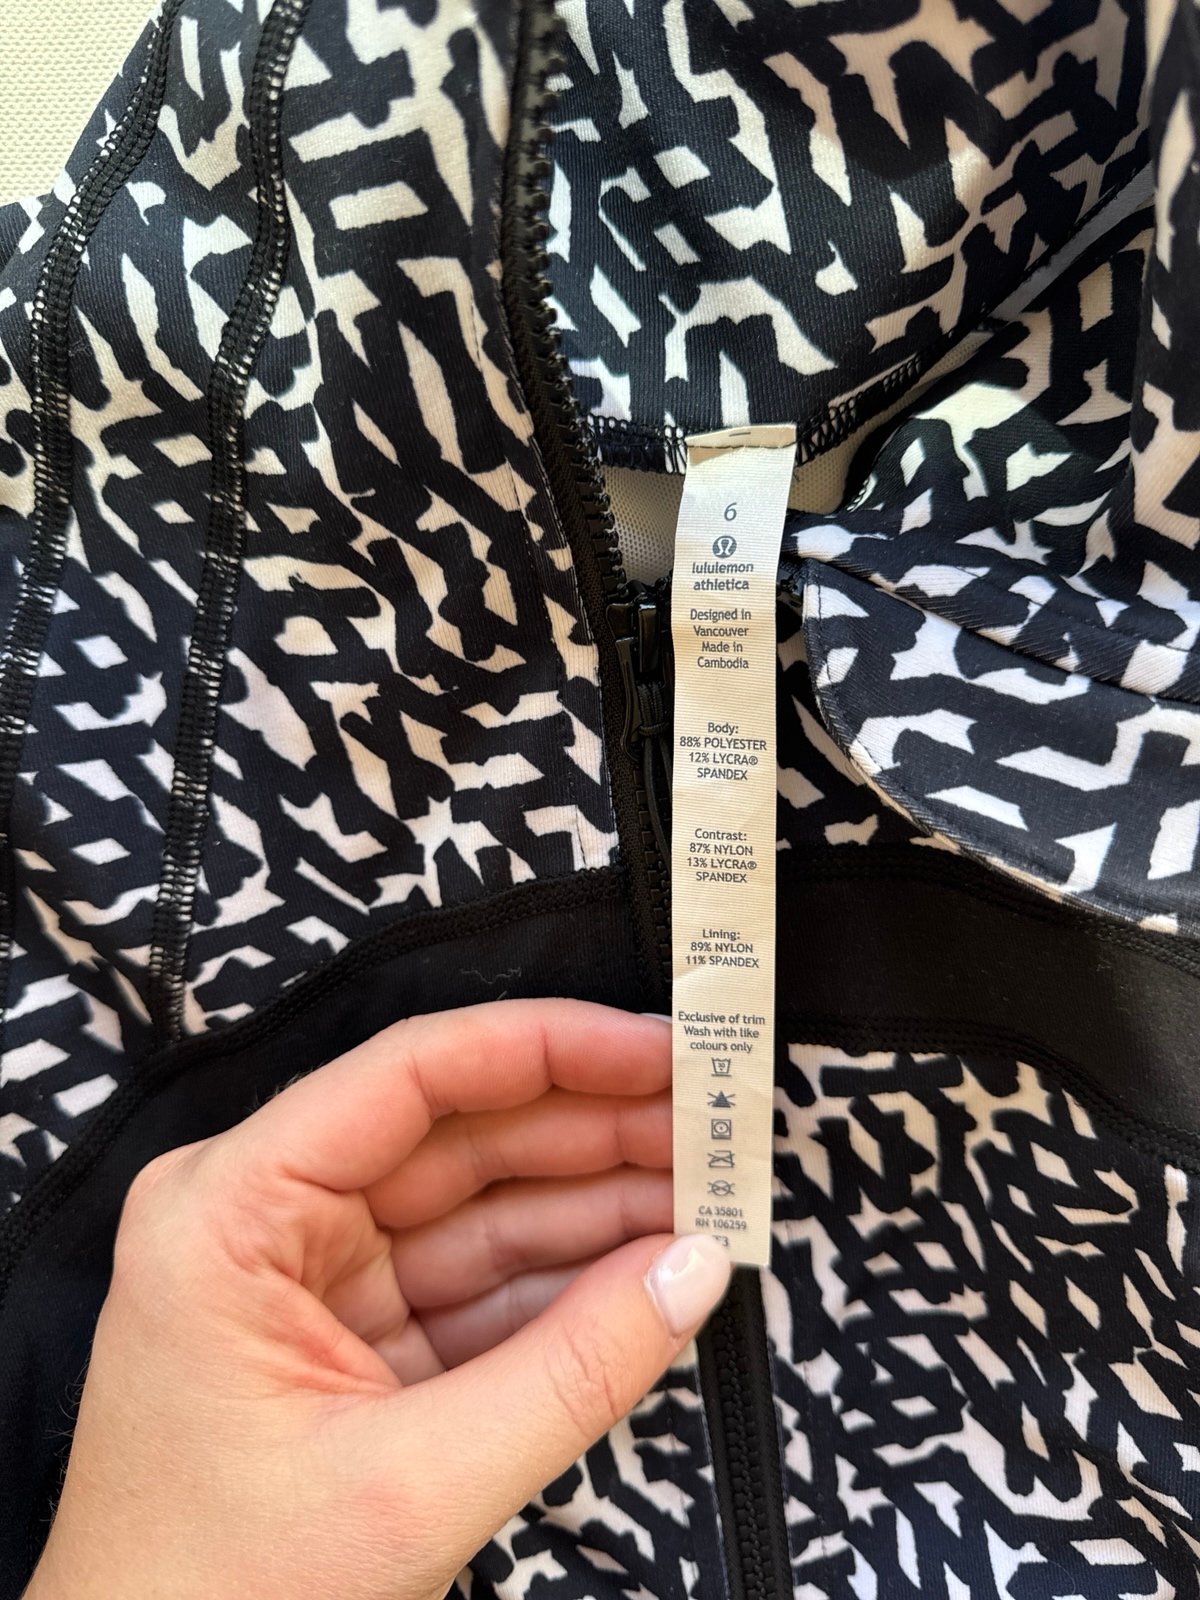 6
lululemon
athletica
Designed in
Vancouver
Made in
Cambodia
Body:
88% POLYESTER
12% LYCRA®
SPANDEX
Contrast:
87% NYLON
13% LYCRA®
SPANDEX
Lining:
89% NYLON
11% SPANDEX
Exclusive of trim
Wash with like
colours only
30
CA 35801
RN 106259